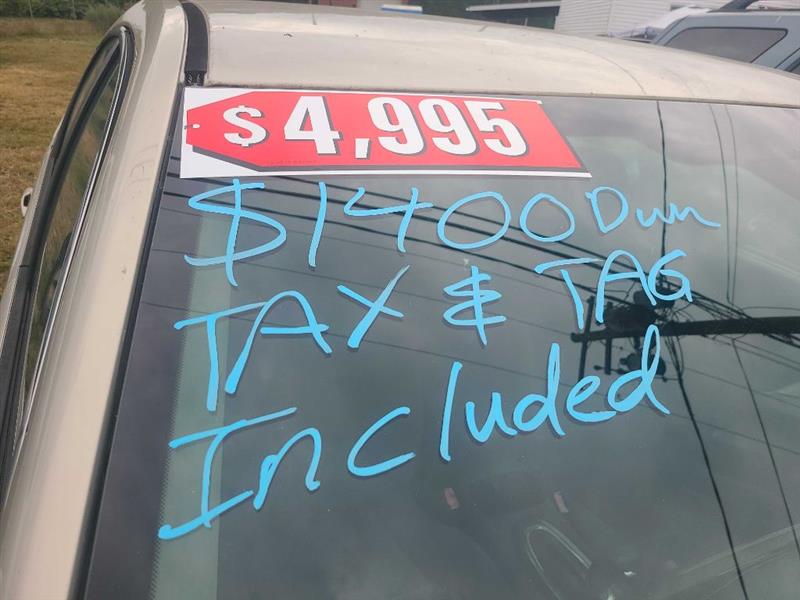 $4,995
$1400 Dwn
TAX & TAG
Included